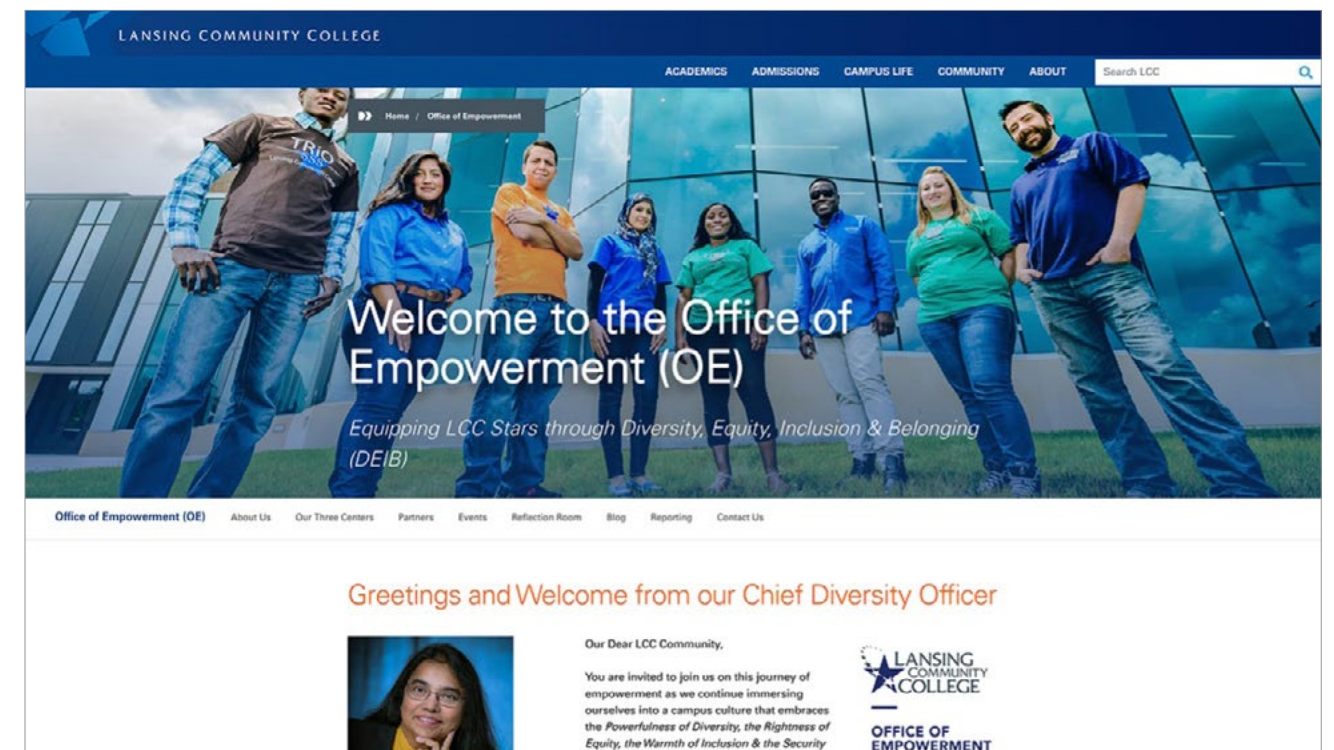 LANSING COMMUNITY COLLEGE
ACADEMICS ADMISSIONS CAMPUS LIFE COMMUNITY ABOUT Search LCC
Home / Office of Empowerment
TRiO
SSS
Welcome to the Office of
Empowerment (OE)
Equipping LCC Stars through Diversity, Equity, Inclusion & Belonging
(DEIB)
Office of Empowerment (OE) About Us Our Three Centers Partners Events Reflection Room Blog Reporting Contact Us
Greetings and Welcome from our Chief Diversity Officer
Our Dear LCC Community,
You are invited to join us on this journey of
empowerment as we continue immersing
ourselves into a campus culture that embraces
the Powerfulness of Diversity, the Rightness of
Equity, the Warmth of Inclusion & the Security
LANSING
COMMUNITY
COLLEGE
OFFICE OF
EMPOWERMENT